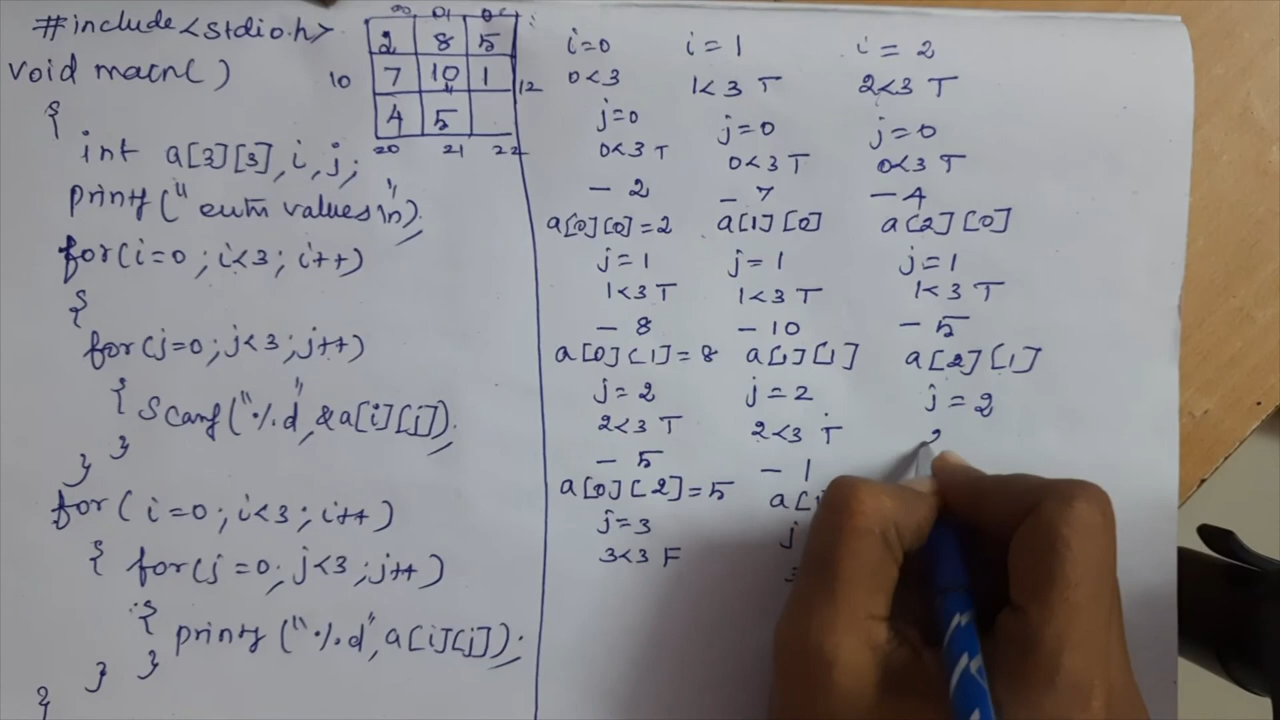 #include<stdio.h>
void main( )
{
int a[3][3],i,j;
printf(" values\n);
for(i=0;i<3;i++)
{
for(j=0;j<3;j++)
{ scanf("%d",&a[i][j]);
}
}
for(i=0;i<3;i++)
{ for(j=0;j<3;j++)
{ printf("%d",a[i][j]);
} }
}
00 01
2 8 5
10 7 10 1 12
4 5
20 21 22
i=0
0<3
j=0
0<3 T
- 2
a[0][0]=2
j=1
1<3 T
- 8
a[0][1]=8
j=2
2<3 T
- 5
a[0][2]=5
j=3
3<3 F
i=1
1<3 T
j=0
0<3 T
- 7
a[1][0]
j=1
1<3 T
- 10
a[1][1]
j=2
2<3 T
- 1
a[
j
i=2
2<3 T
j=0
0<3 T
- 4
a[2][0]
j=1
1<3 T
- 5
a[2][1]
j=2
2